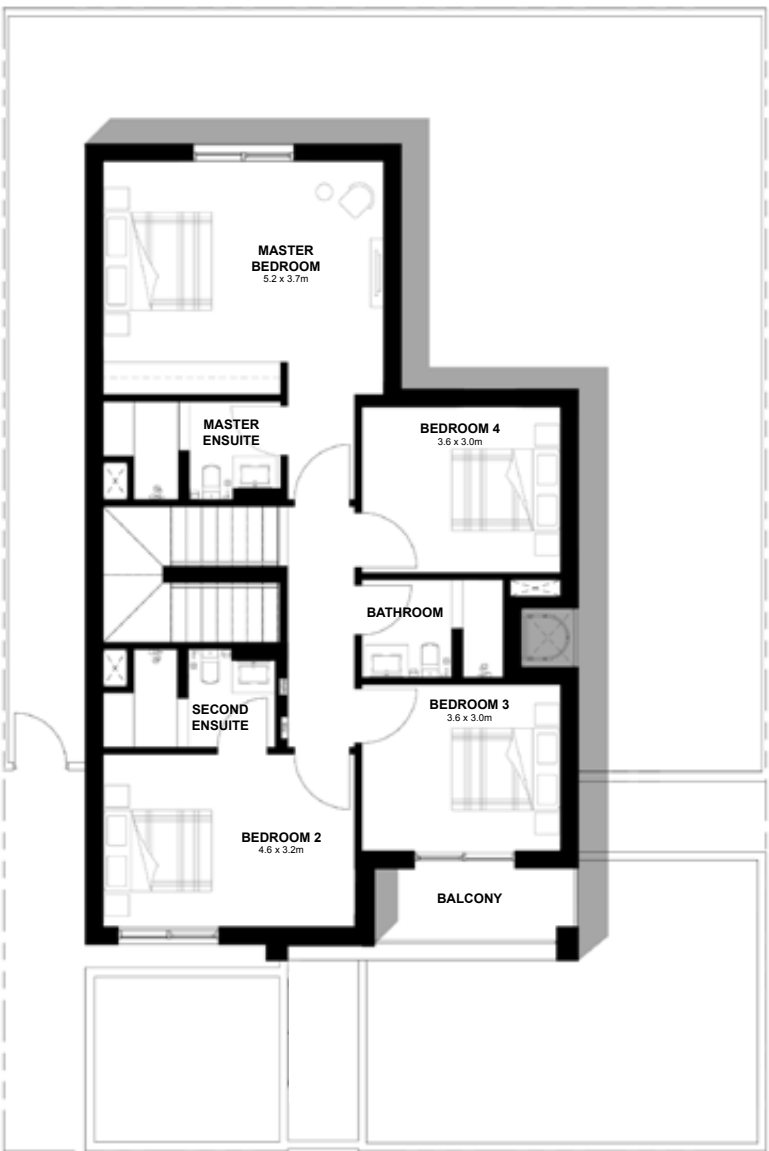 MASTER
BEDROOM
5.2 x 3.7m
MASTER
ENSUITE
BEDROOM 4
3.6 x 3.0m
BATHROOM
SECOND
ENSUITE
BEDROOM 3
3.6 x 3.0m
BEDROOM 2
4.6 x 3.2m
BALCONY